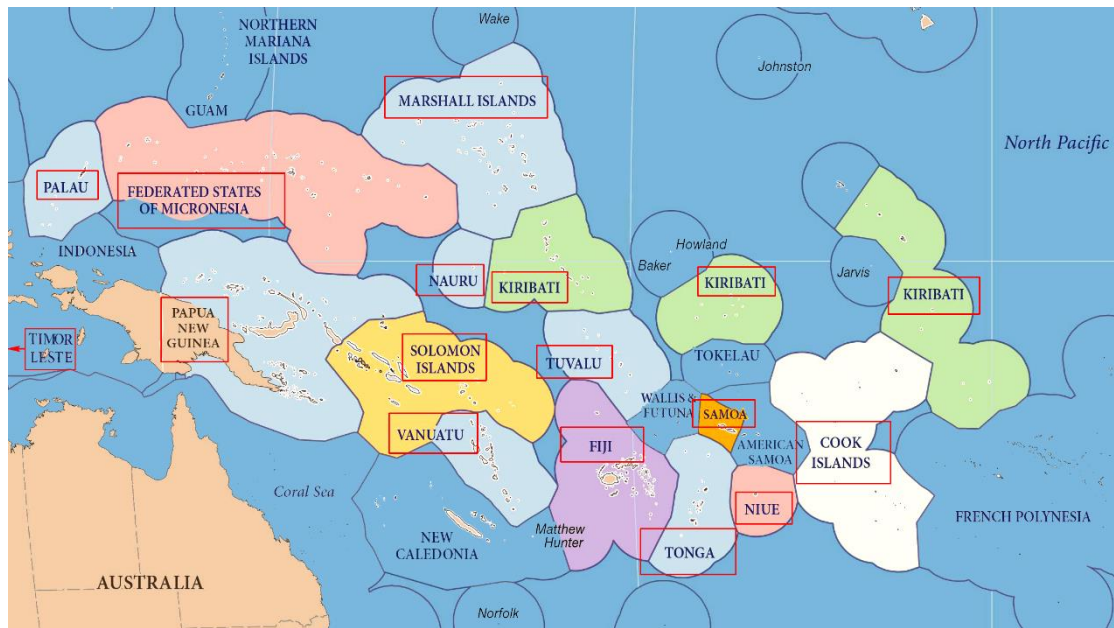 Wake
NORTHERN
MARIANA
ISLANDS
Johnston
MARSHALL ISLANDS
GUAM
North Pacific
PALAU
FEDERATED STATES
OF MICRONESIA
INDONESIA
Howland
Baker
NAURU
KIRIBATI
KIRIBATI
Jarvis
KIRIBATI
PAPUA
NEW
GUINEA
TIMOR
LESTE
SOLOMON
ISLANDS
TUVALU
TOKELAU
WALLIS &
FUTUNA
SAMOA
VANUATU
FIJI
AMERICAN
SAMOA
COOK
ISLANDS
Coral Sea
NEW
CALEDONIA
Matthew
Hunter
TONGA
NIUE
FRENCH POLYNESIA
AUSTRALIA
Norfolk